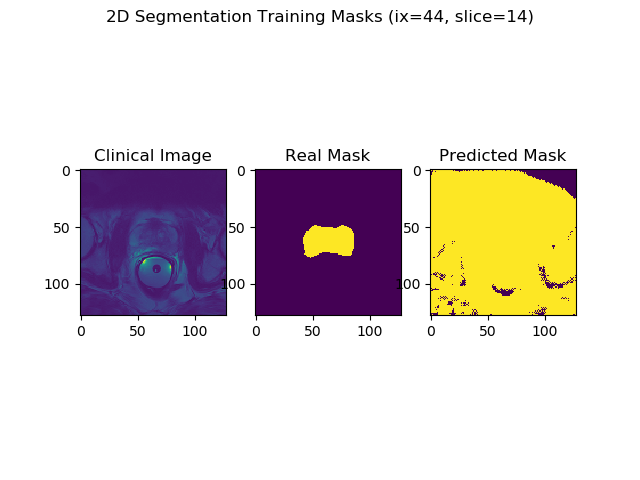 2D Segmentation Training Masks (ix=44, slice=14)
Clinical Image Real Mask Predicted Mask
0 0 0
50 50 50
100 100 100
0 100 0 50 100 0 50 100